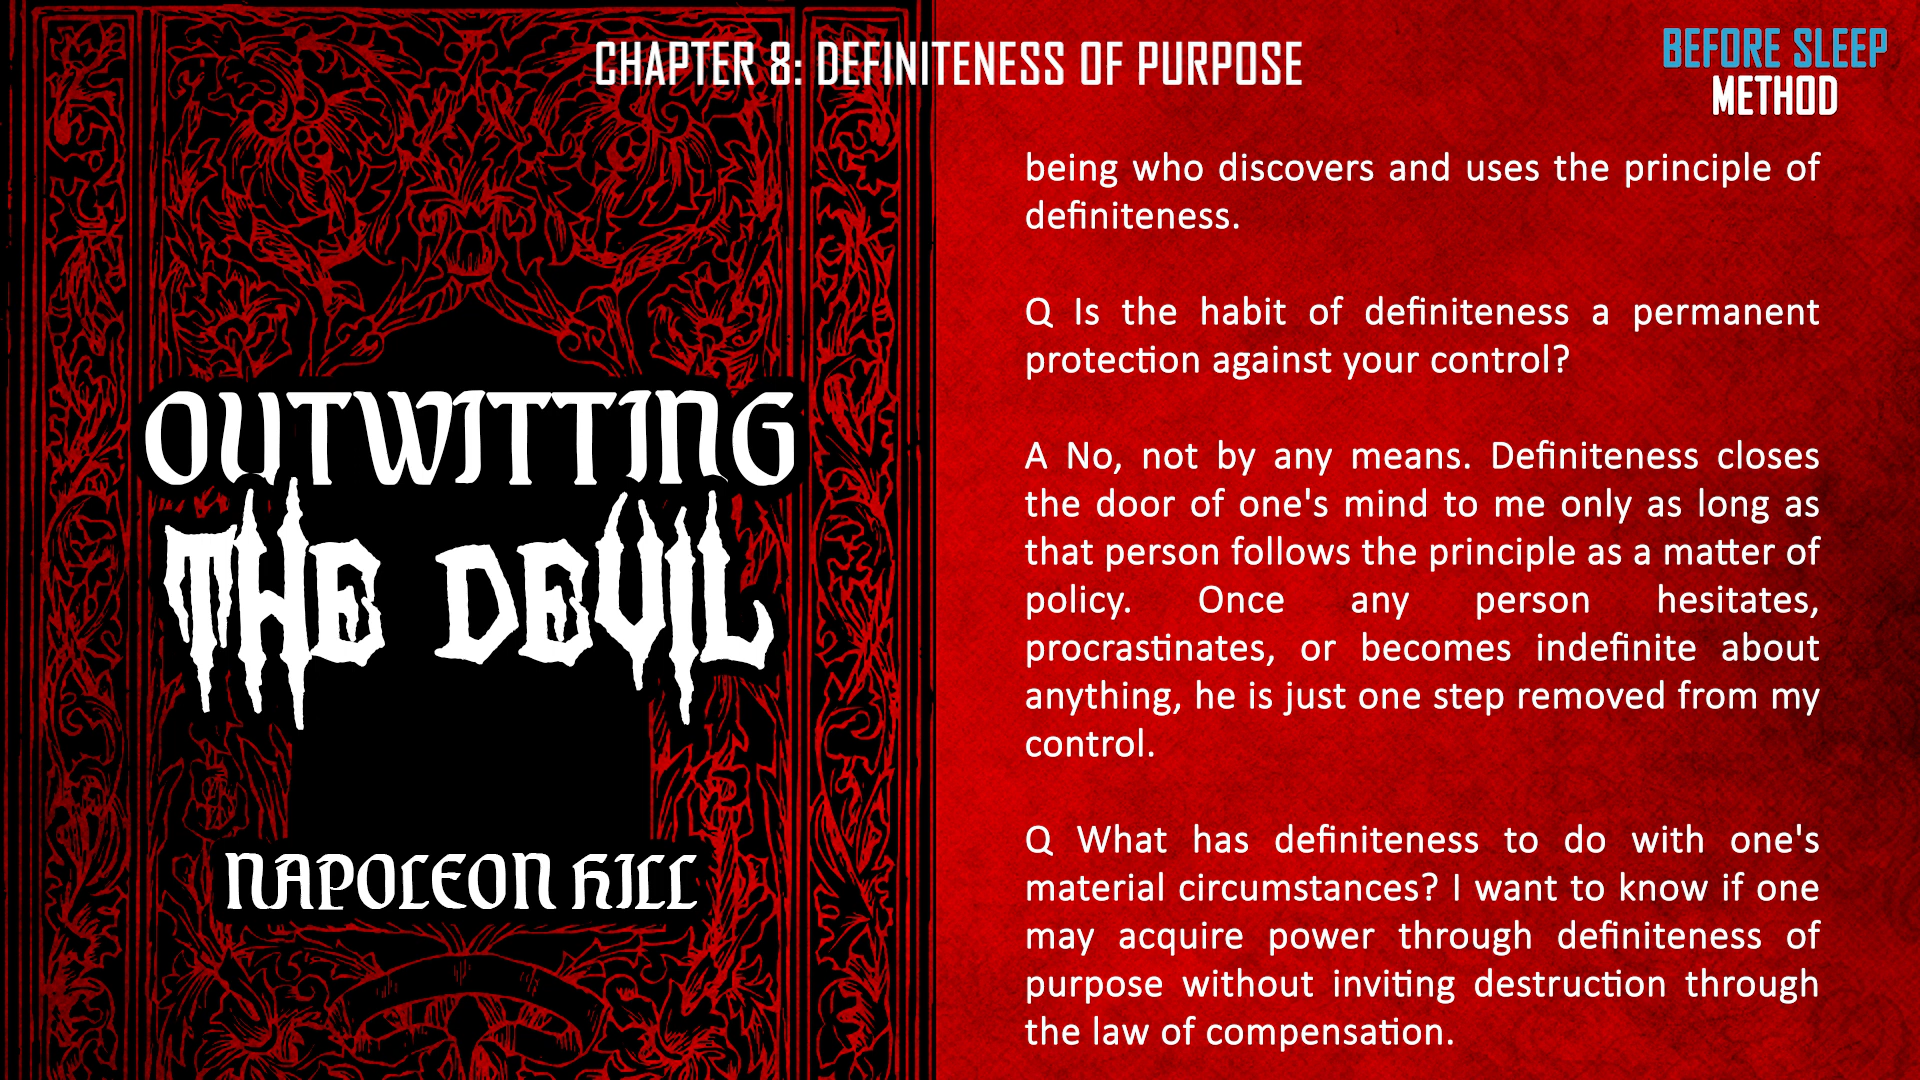 CHAPTER 8: DEFINITENESS OF PURPOSE
BEFORE SLEEP
METHOD
OUTWITTING
THE DEVIL
NAPOLEON HILL
being who discovers and uses the principle of
definiteness.
Q Is the habit of definiteness a permanent
protection against your control?
A No, not by any means. Definiteness closes
the door of one's mind to me only as long as
that person follows the principle as a matter of
policy. Once any person hesitates,
procrastinates, or becomes indefinite about
anything, he is just one step removed from my
control.
Q What has definiteness to do with one's
material circumstances? I want to know if one
may acquire power through definiteness of
purpose without inviting destruction through
the law of compensation.